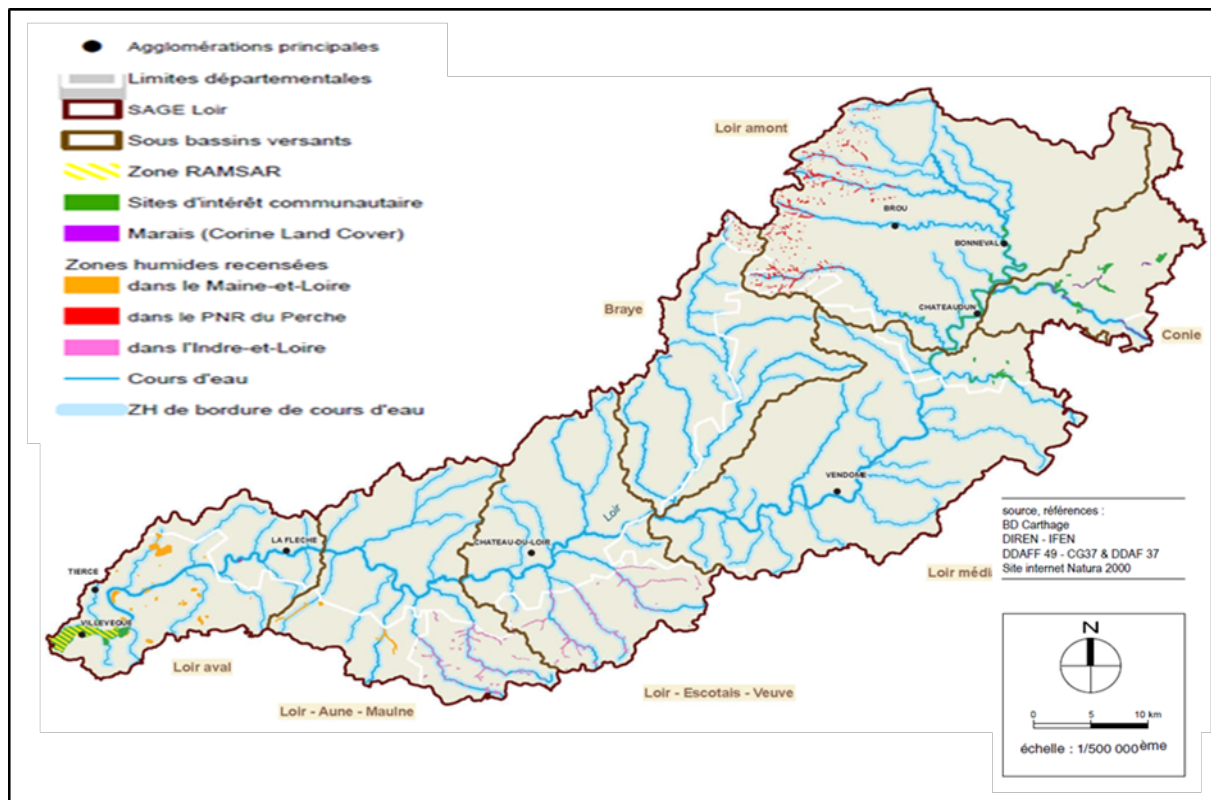 Agglomérations principales
Limites départementales
SAGE Loir
Sous bassins versants
Zone RAMSAR
Sites d'intérêt communautaire
Marais (Corine Land Cover)
Zones humides recensées
dans le Maine-et-Loire
dans le PNR du Perche
dans l'Indre-et-Loire
Cours d'eau
ZH de bordure de cours d'eau
Loir amont
BROU
BONNEVAL
Braye
CHATEAUDUN
Conie
VENDOME
Loir
LA FLECHE
CHATEAU-DU-LOIR
TIERCE
VILLEVEQUE
Loir médi
Loir aval
Loir - Escotais - Veuve
Loir - Aune - Maulne
source, références :
BD Carthage
DIREN - IFEN
DDAFF 49 - CG37 & DDAF 37
Site internet Natura 2000
N
0 5 10 km
échelle : 1/500 000ème